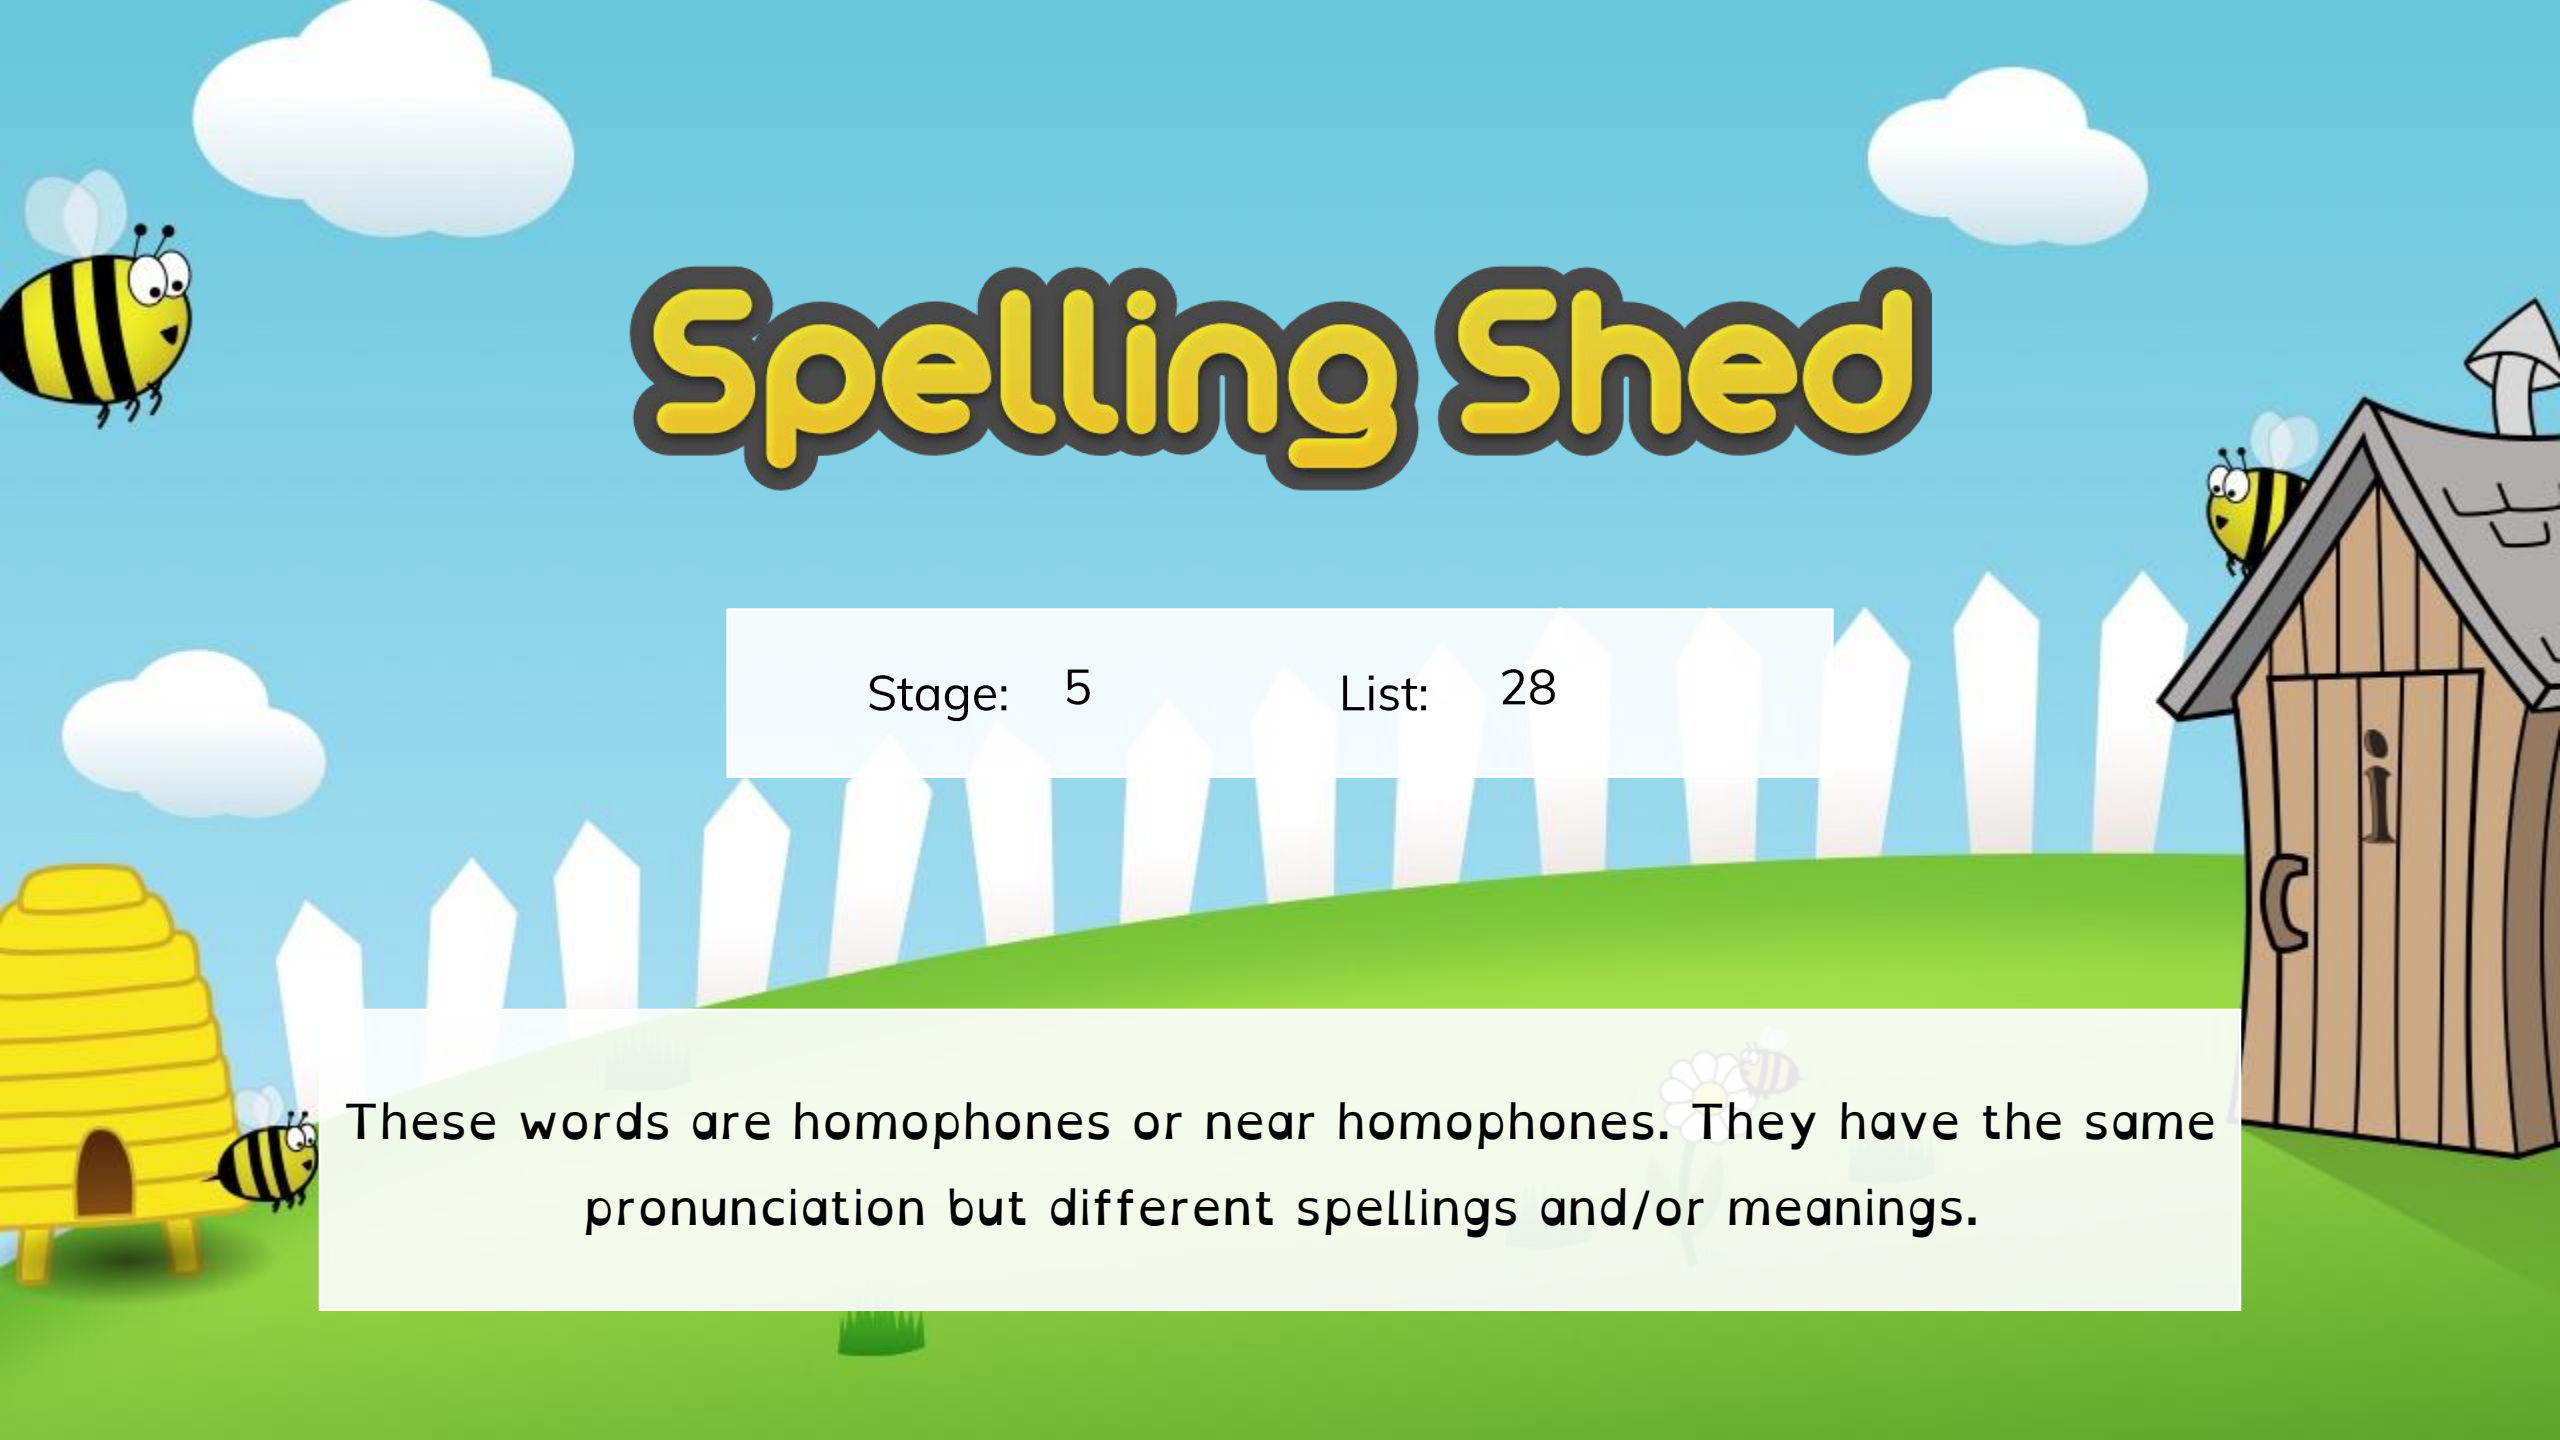 Spelling Shed
Stage: 5 List: 28
i
These words are homophones or near homophones. They have the same
pronunciation but different spellings and/or meanings.